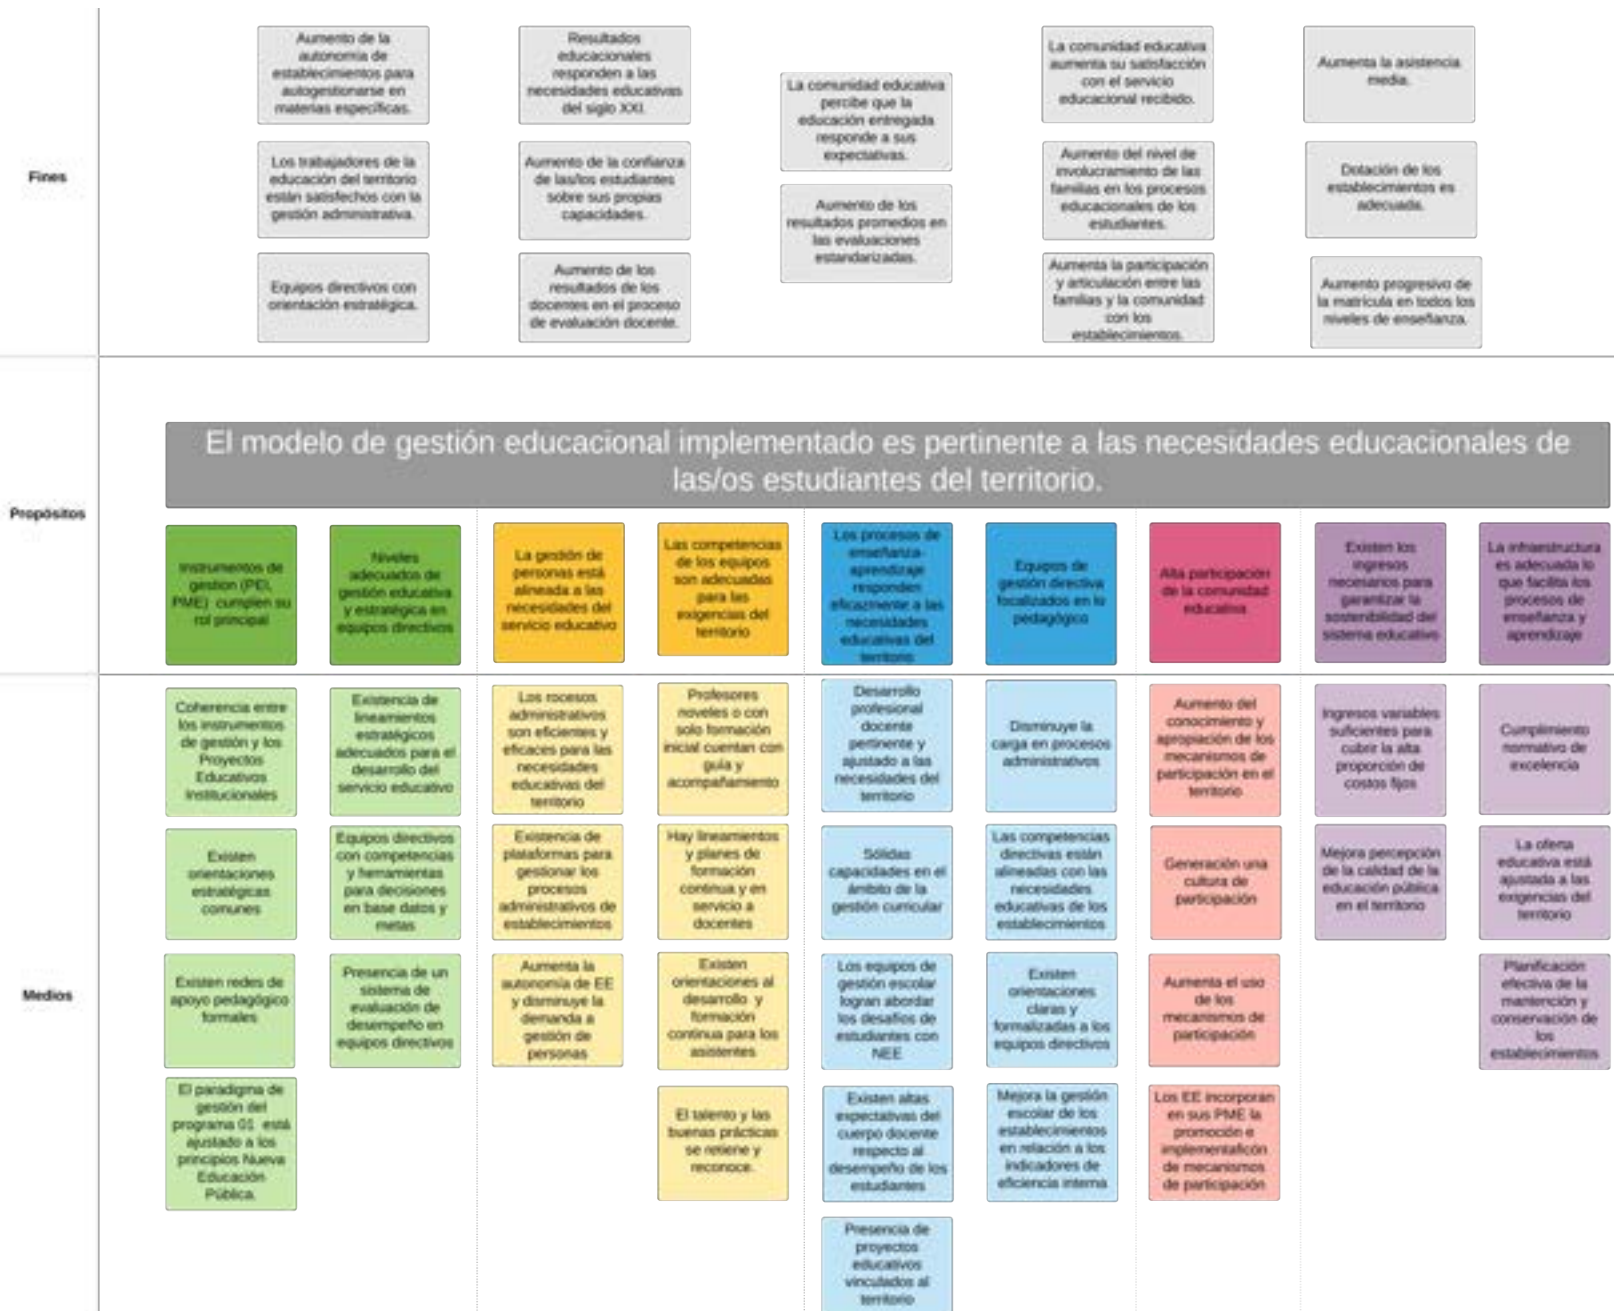 Fines
Aumento de la
autonomía de
establecimientos para
autogestionarse en
materias específicas.
Los trabajadores de la
educación del territorio
están satisfechos con la
gestión administrativa.
Equipos directivos con
orientación estratégica.
Resultados
educacionales
responden a las
necesidades educativas
del siglo XXI.
Aumento de la confianza
de las/los estudiantes
sobre sus propias
capacidades.
Aumento de los
resultados de los
docentes en el proceso
de evaluación docente.
La comunidad educativa
percibe que la
educación entregada
responde a sus
expectativas.
Aumento de los
resultados promedios en
las evaluaciones
estandarizadas.
La comunidad educativa
aumenta su satisfacción
con el servicio
educacional recibido.
Aumento del nivel de
involucramiento de las
familias en los procesos
educacionales de los
estudiantes.
Aumenta la participación
y articulación entre las
familias y la comunidad
con los
establecimientos.
Aumenta la asistencia
media.
Dotación de los
establecimientos es
adecuada.
Aumento progresivo de
la matrícula en todos los
niveles de enseñanza.
Propósitos
El modelo de gestión educacional implementado es pertinente a las necesidades educacionales de
las/os estudiantes del territorio.
Instrumentos de
gestion (PEI,
PME) cumplen su
rol principal
Niveles
adecuados de
gestión educativa
y estratégica en
equipos directivos
La gestión de
personas está
alineada a las
necesidades del
servicio educativo
Las competencias
de los equipos
son adecuadas
para las
exigencias del
territorio
Los procesos de
enseñanza-
aprendizaje
responden
eficazmente a las
necesidades
educativas del
territorio
Equipos de
gestión directiva
focalizados en lo
pedagógico
Alta participación
de la comunidad
educativa
Existen los
ingresos
necesarios para
garantizar la
sostenibilidad del
sistema educativo
La infraestructura
es adecuada lo
que facilita los
procesos de
enseñanza y
aprendizaje
Medios
Coherencia entre
los instrumentos
de gestión y los
Proyectos
Educativos
Institucionales
Existen
orientaciones
estratégicas
comunes
Existen redes de
apoyo pedagógico
formales
El paradigma de
gestión del
programa 01 está
ajustado a los
principios Nueva
Educación
Pública.
Existencia de
lineamientos
estratégicos
adecuados para el
desarrollo del
servicio educativo
Equipos directivos
con competencias
y herramientas
para decisiones
en base datos y
metas
Presencia de un
sistema de
evaluación de
desempeño en
equipos directivos
Los rocesos
administrativos
son eficientes y
eficaces para las
necesidades
educativas del
territorio
Existencia de
plataformas para
gestionar los
procesos
administrativos de
establecimientos
Aumenta la
autonomía de EE
y disminuye la
demanda a
gestión de
personas
Profesores
noveles o con
solo formación
inicial cuentan con
guía y
acompañamiento
Hay lineamientos
y planes de
formación
continua y en
servicio a
docentes
Existen
orientaciones al
desarrollo y
formación
continua para los
asistentes
El talento y las
buenas prácticas
se retiene y
reconoce.
Desarrollo
profesional
docente
pertinente y
ajustado a las
necesidades del
territorio
Sólidas
capacidades en el
ámbito de la
gestión curricular
Los equipos de
gestión escolar
logran abordar
los desafíos de
estudiantes con
NEE
Existen altas
expectativas del
cuerpo docente
respecto al
desempeño de los
estudiantes
Presencia de
proyectos
educativos
vinculados al
territorio
Disminuye la
carga en procesos
administrativos
Las competencias
directivas están
alineadas con las
necesidades
educativas de los
establecimientos
Existen
orientaciones
claras y
formalizadas a los
equipos directivos
Mejora la gestión
escolar de los
establecimientos
en relación a los
indicadores de
eficiencia interna
Aumento del
conocimiento y
apropiación de los
mecanismos de
participación en el
territorio
Generación una
cultura de
participación
Aumenta el uso
de los
mecanismos de
participación
Los EE incorporan
en sus PME la
promoción e
implementaficón
de mecanismos
de participación
Ingresos variables
suficientes para
cubrir la alta
proporción de
costos fijos
Mejora percepción
de la calidad de la
educación pública
en el territorio
Cumplimiento
normativo de
excelencia
La oferta
educativa está
ajustada a las
exigencias del
territorio
Planificación
efectiva de la
mantención y
conservación de
los
establecimientos